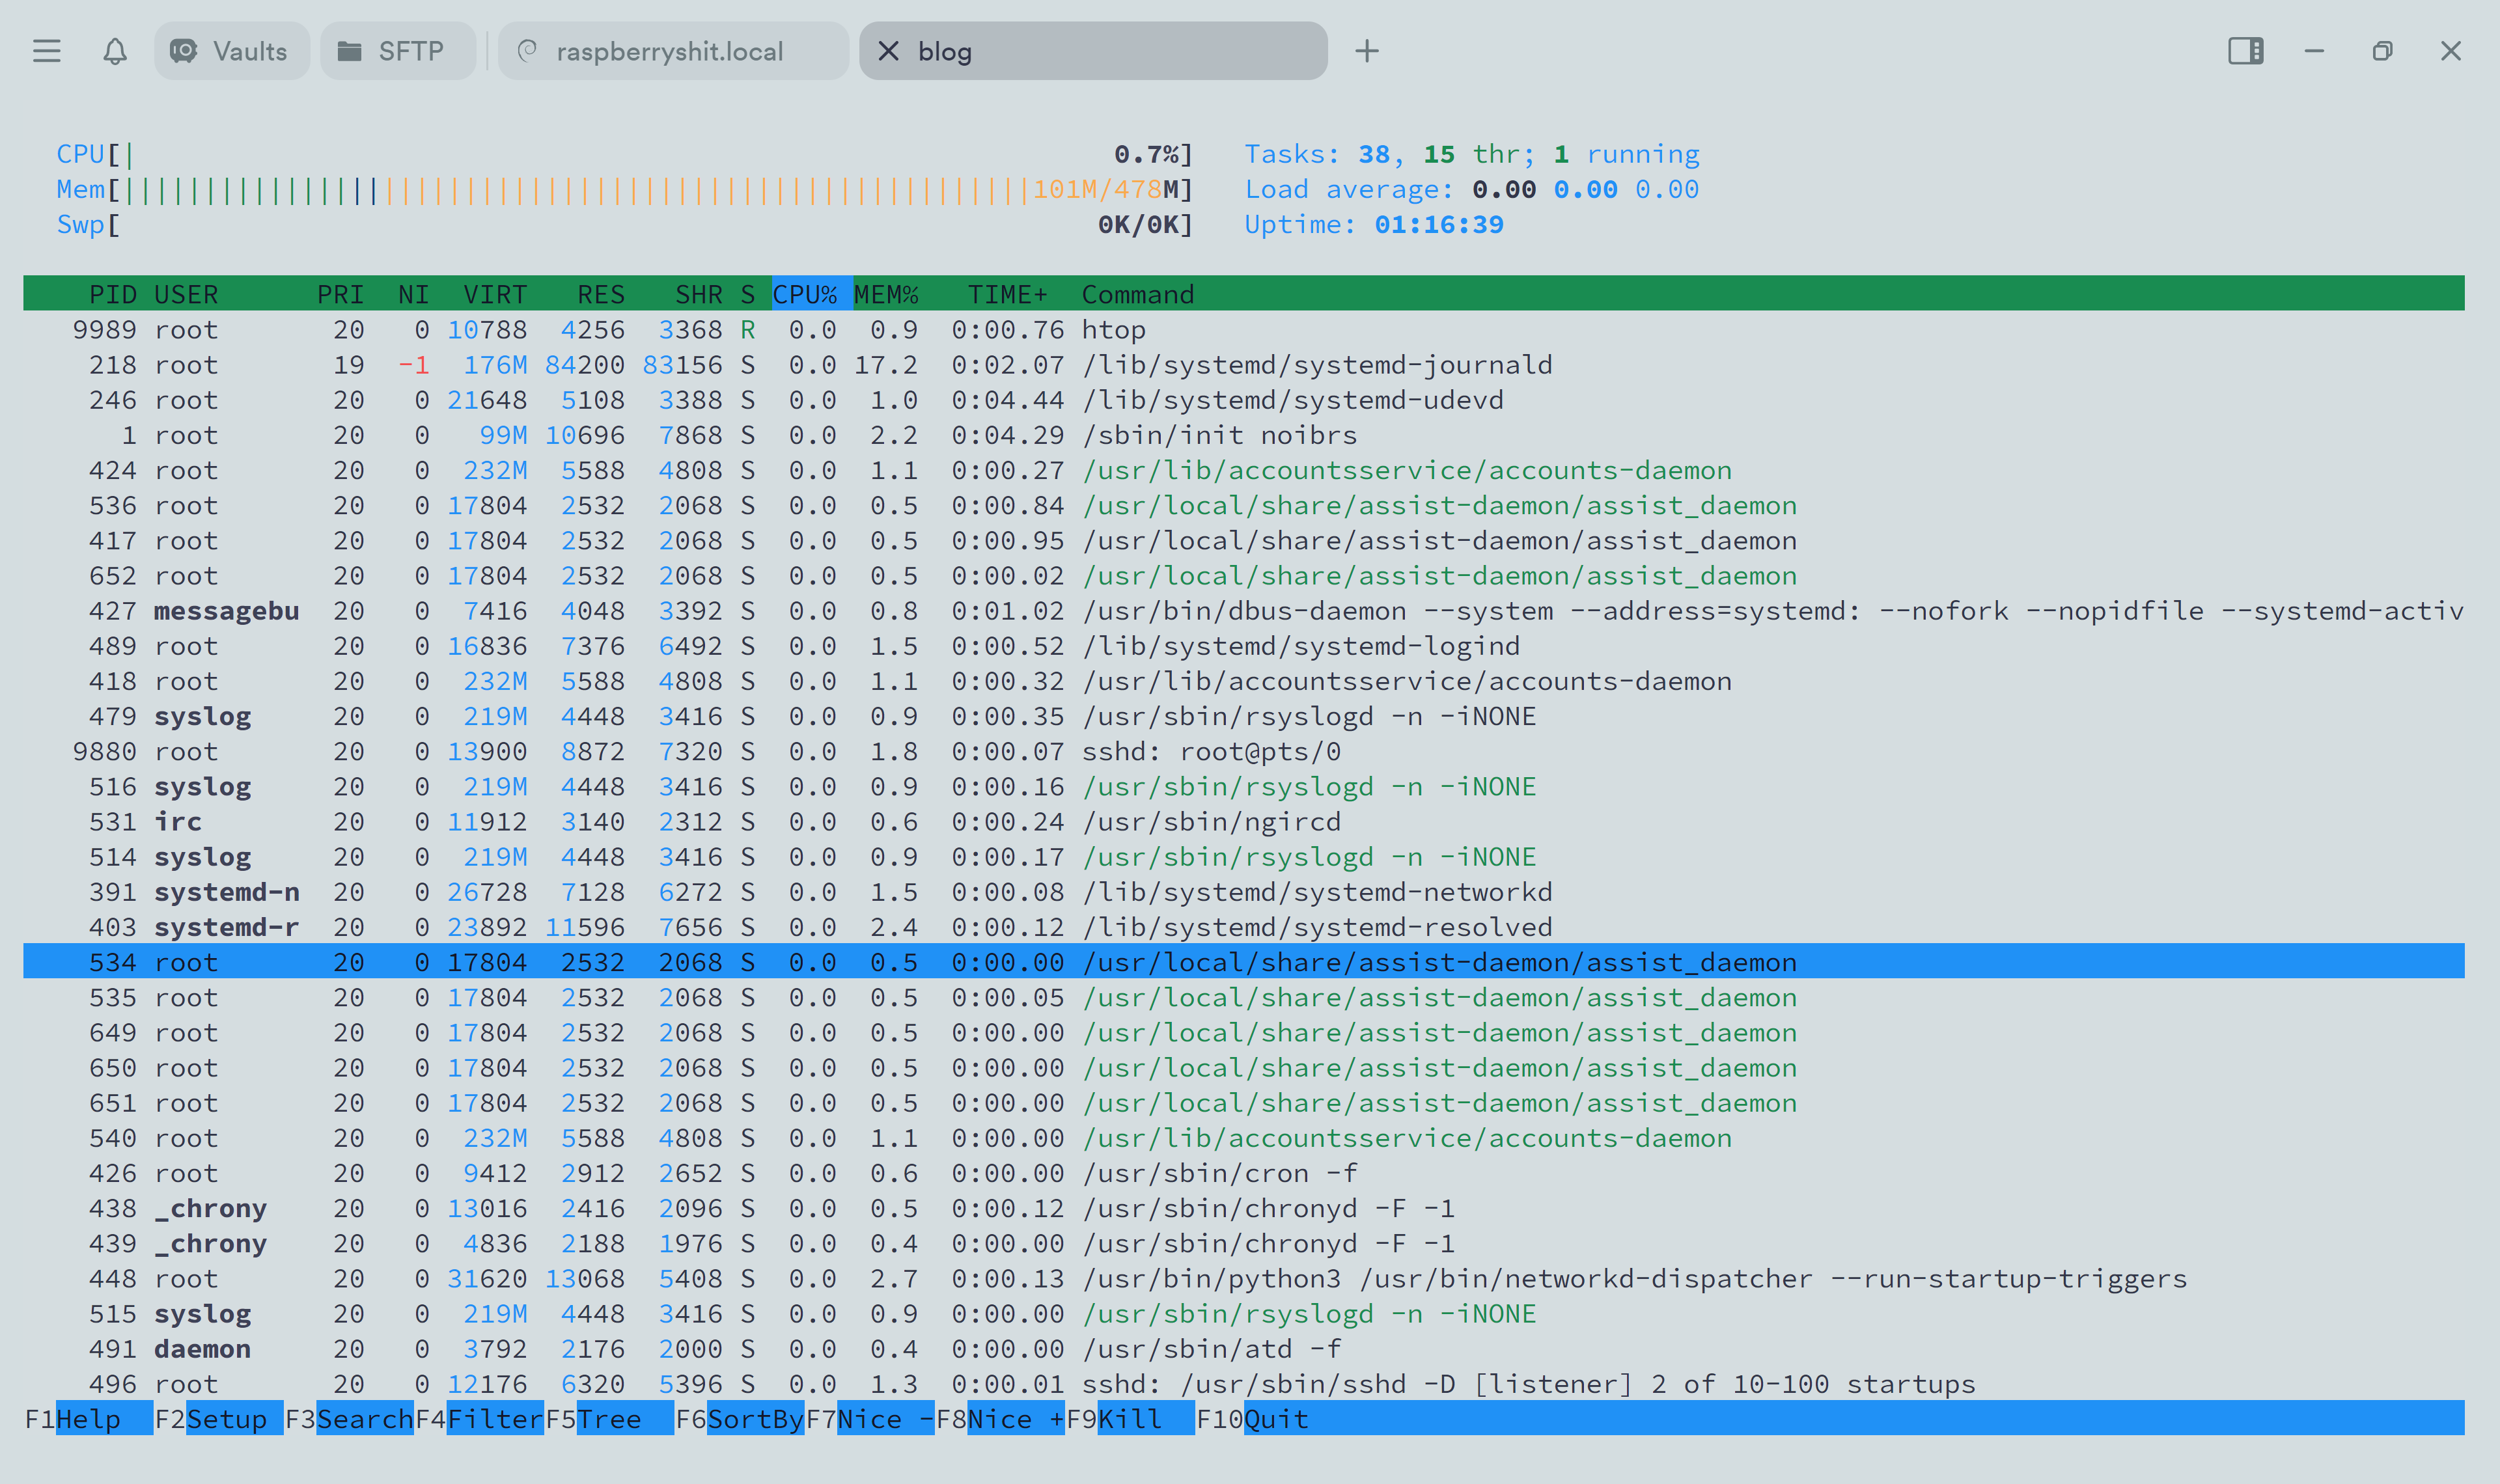 Vaults SFTP raspberryshit.local blog
CPU[| 0.7%] Tasks: 38, 15 thr; 1 running
Mem[||||||||||||||||||||||||||||||||||||||||||||||||||||||||101M/478M] Load average: 0.00 0.00 0.00
Swp[ 0K/0K] Uptime: 01:16:39
PID USER PRI NI VIRT RES SHR S CPU% MEM% TIME+ Command
9989 root 20 0 10788 4256 3368 R 0.0 0.9 0:00.76 htop
218 root 19 -1 176M 84200 83156 S 0.0 17.2 0:02.07 /lib/systemd/systemd-journald
246 root 20 0 21648 5108 3388 S 0.0 1.0 0:04.44 /lib/systemd/systemd-udevd
1 root 20 0 99M 10696 7868 S 0.0 2.2 0:04.29 /sbin/init noibrs
424 root 20 0 232M 5588 4808 S 0.0 1.1 0:00.27 /usr/lib/accountsservice/accounts-daemon
536 root 20 0 17804 2532 2068 S 0.0 0.5 0:00.84 /usr/local/share/assist-daemon/assist_daemon
417 root 20 0 17804 2532 2068 S 0.0 0.5 0:00.95 /usr/local/share/assist-daemon/assist_daemon
652 root 20 0 17804 2532 2068 S 0.0 0.5 0:00.02 /usr/local/share/assist-daemon/assist_daemon
427 messagebu 20 0 7416 4048 3392 S 0.0 0.8 0:01.02 /usr/bin/dbus-daemon --system --address=systemd: --nofork --nopidfile --systemd-activ
489 root 20 0 16836 7376 6492 S 0.0 1.5 0:00.52 /lib/systemd/systemd-logind
418 root 20 0 232M 5588 4808 S 0.0 1.1 0:00.32 /usr/lib/accountsservice/accounts-daemon
479 syslog 20 0 219M 4448 3416 S 0.0 0.9 0:00.35 /usr/sbin/rsyslogd -n -iNONE
9880 root 20 0 13900 8872 7320 S 0.0 1.8 0:00.07 sshd: root@pts/0
516 syslog 20 0 219M 4448 3416 S 0.0 0.9 0:00.16 /usr/sbin/rsyslogd -n -iNONE
531 irc 20 0 11912 3140 2312 S 0.0 0.6 0:00.24 /usr/sbin/ngircd
514 syslog 20 0 219M 4448 3416 S 0.0 0.9 0:00.17 /usr/sbin/rsyslogd -n -iNONE
391 systemd-n 20 0 26728 7128 6272 S 0.0 1.5 0:00.08 /lib/systemd/systemd-networkd
403 systemd-r 20 0 23892 11596 7656 S 0.0 2.4 0:00.12 /lib/systemd/systemd-resolved
534 root 20 0 17804 2532 2068 S 0.0 0.5 0:00.00 /usr/local/share/assist-daemon/assist_daemon
535 root 20 0 17804 2532 2068 S 0.0 0.5 0:00.05 /usr/local/share/assist-daemon/assist_daemon
649 root 20 0 17804 2532 2068 S 0.0 0.5 0:00.00 /usr/local/share/assist-daemon/assist_daemon
650 root 20 0 17804 2532 2068 S 0.0 0.5 0:00.00 /usr/local/share/assist-daemon/assist_daemon
651 root 20 0 17804 2532 2068 S 0.0 0.5 0:00.00 /usr/local/share/assist-daemon/assist_daemon
540 root 20 0 232M 5588 4808 S 0.0 1.1 0:00.00 /usr/lib/accountsservice/accounts-daemon
426 root 20 0 9412 2912 2652 S 0.0 0.6 0:00.00 /usr/sbin/cron -f
438 _chrony 20 0 13016 2416 2096 S 0.0 0.5 0:00.12 /usr/sbin/chronyd -F -1
439 _chrony 20 0 4836 2188 1976 S 0.0 0.4 0:00.00 /usr/sbin/chronyd -F -1
448 root 20 0 31620 13068 5408 S 0.0 2.7 0:00.13 /usr/bin/python3 /usr/bin/networkd-dispatcher --run-startup-triggers
515 syslog 20 0 219M 4448 3416 S 0.0 0.9 0:00.00 /usr/sbin/rsyslogd -n -iNONE
491 daemon 20 0 3792 2176 2000 S 0.0 0.4 0:00.00 /usr/sbin/atd -f
496 root 20 0 12176 6320 5396 S 0.0 1.3 0:00.01 sshd: /usr/sbin/sshd -D [listener] 2 of 10-100 startups
F1Help F2Setup F3SearchF4FilterF5Tree F6SortByF7Nice -F8Nice +F9Kill F10Quit